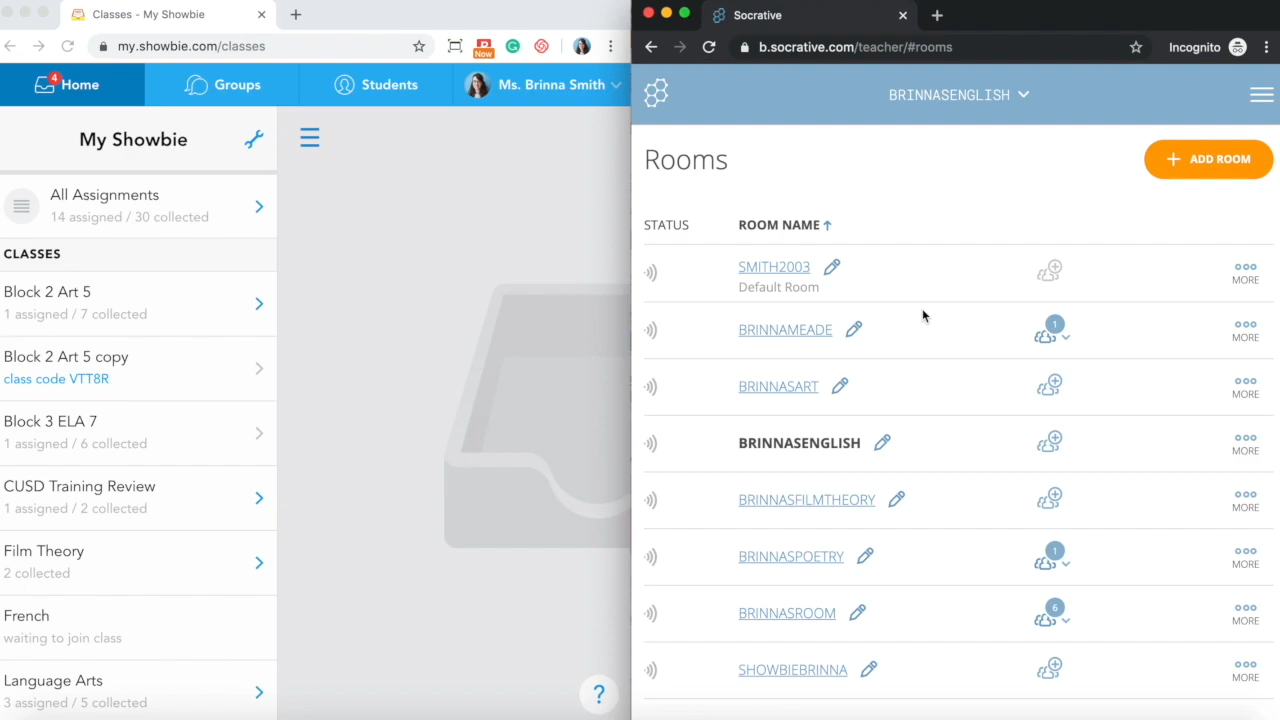 Classes - My Showbie
my.showbie.com/classes
Now
4
Home
Groups
Students
Ms. Brinna Smith
My Showbie
All Assignments
14 assigned / 30 collected
CLASSES
Block 2 Art 5
1 assigned / 7 collected
Block 2 Art 5 copy
class code VTT8R
Block 3 ELA 7
1 assigned / 6 collected
CUSD Training Review
1 assigned / 2 collected
Film Theory
2 collected
French
waiting to join class
Language Arts
3 assigned / 5 collected
?
Socrative
b.socrative.com/teacher/#rooms
Incognito
BRINNASENGLISH
Rooms
ADD ROOM
STATUS
ROOM NAME
SMITH2003
Default Room
MORE
BRINNAMEADE
1
MORE
BRINNASART
MORE
BRINNASENGLISH
MORE
BRINNASFILMTHEORY
MORE
BRINNASPOETRY
1
MORE
BRINNASROOM
6
MORE
SHOWBIEBRINNA
MORE